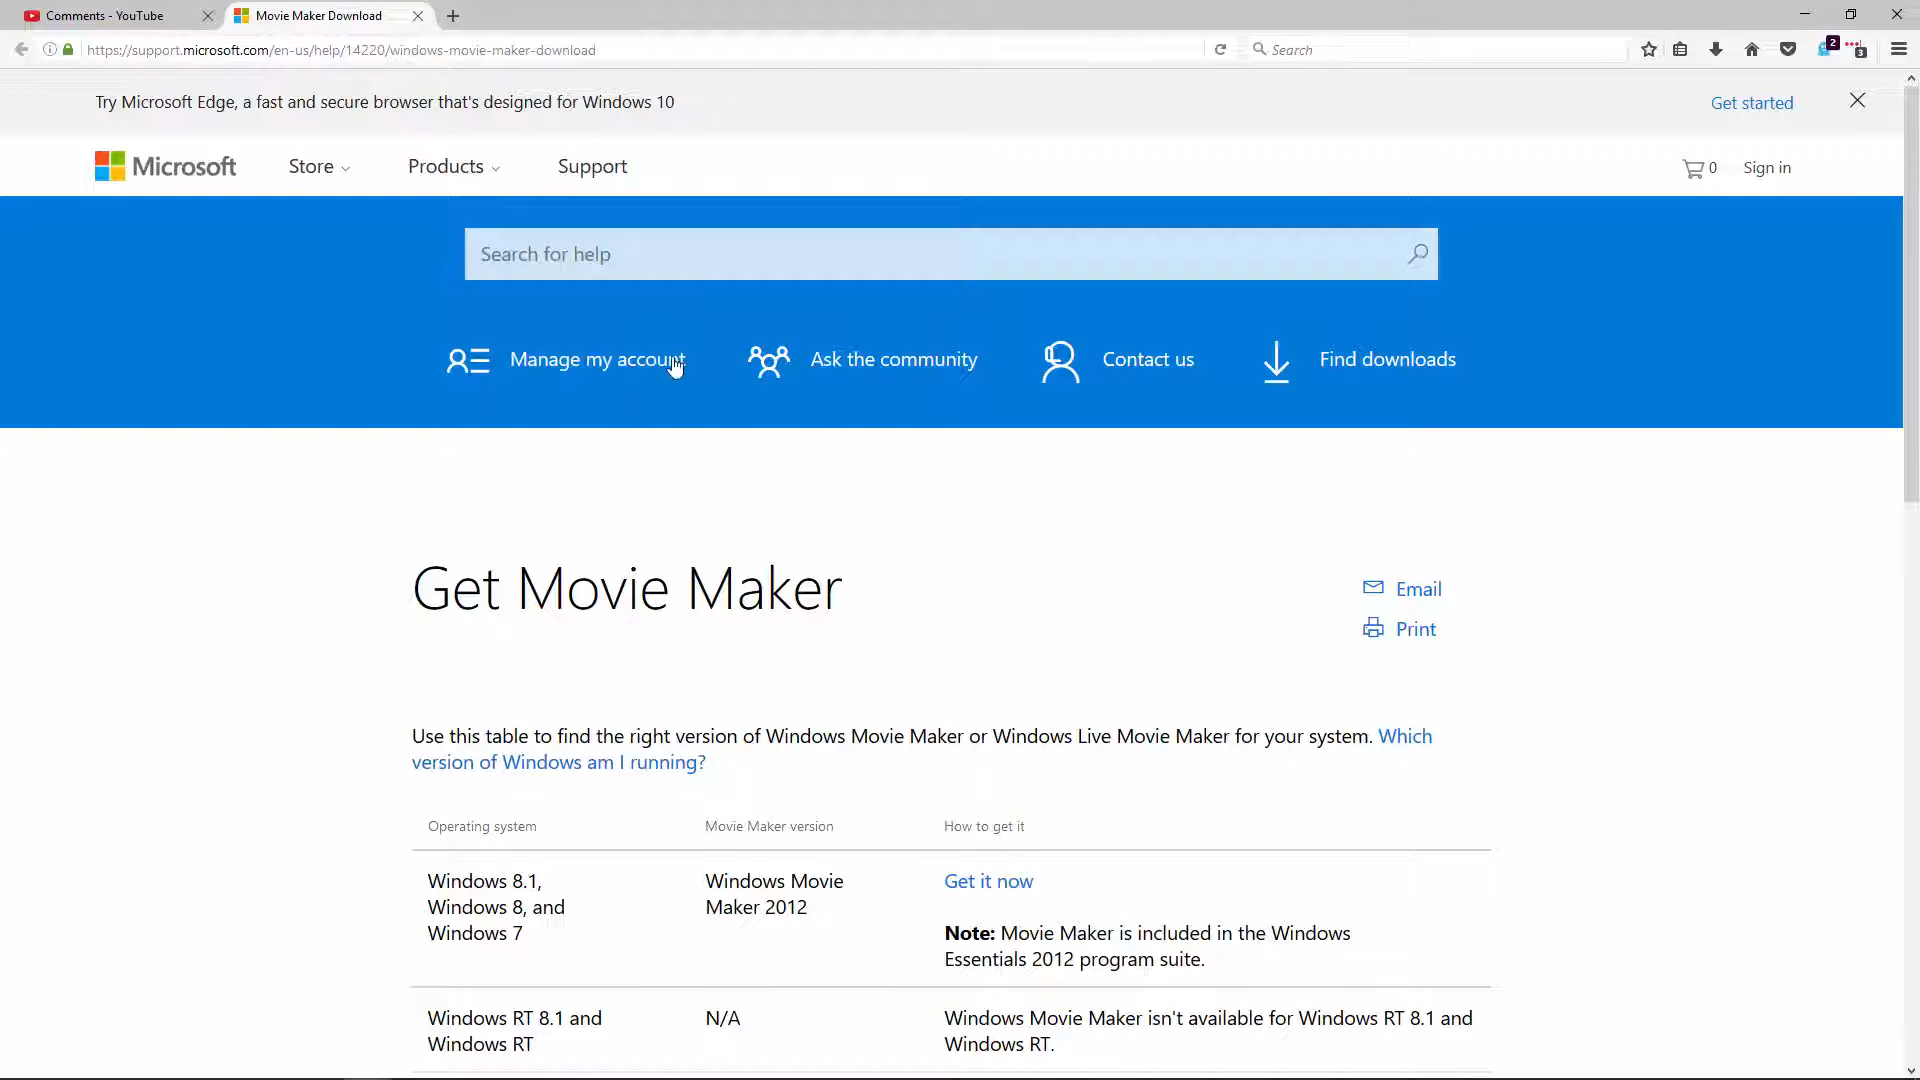 Comments - YouTube
Movie Maker Download
https://support.microsoft.com/en-us/help/14220/windows-movie-maker-download
Search
2
3
Try Microsoft Edge, a fast and secure browser that's designed for Windows 10
Get started
Microsoft
Store
Products
Support
0
Sign in
Search for help
Manage my account
Ask the community
Contact us
Find downloads
Get Movie Maker
Email
Print
Use this table to find the right version of Windows Movie Maker or Windows Live Movie Maker for your system. Which
version of Windows am I running?
Operating system
Movie Maker version
How to get it
Windows 8.1,
Windows 8, and
Windows 7
Windows Movie
Maker 2012
Get it now
Note: Movie Maker is included in the Windows
Essentials 2012 program suite.
Windows RT 8.1 and
Windows RT
N/A
Windows Movie Maker isn't available for Windows RT 8.1 and
Windows RT.